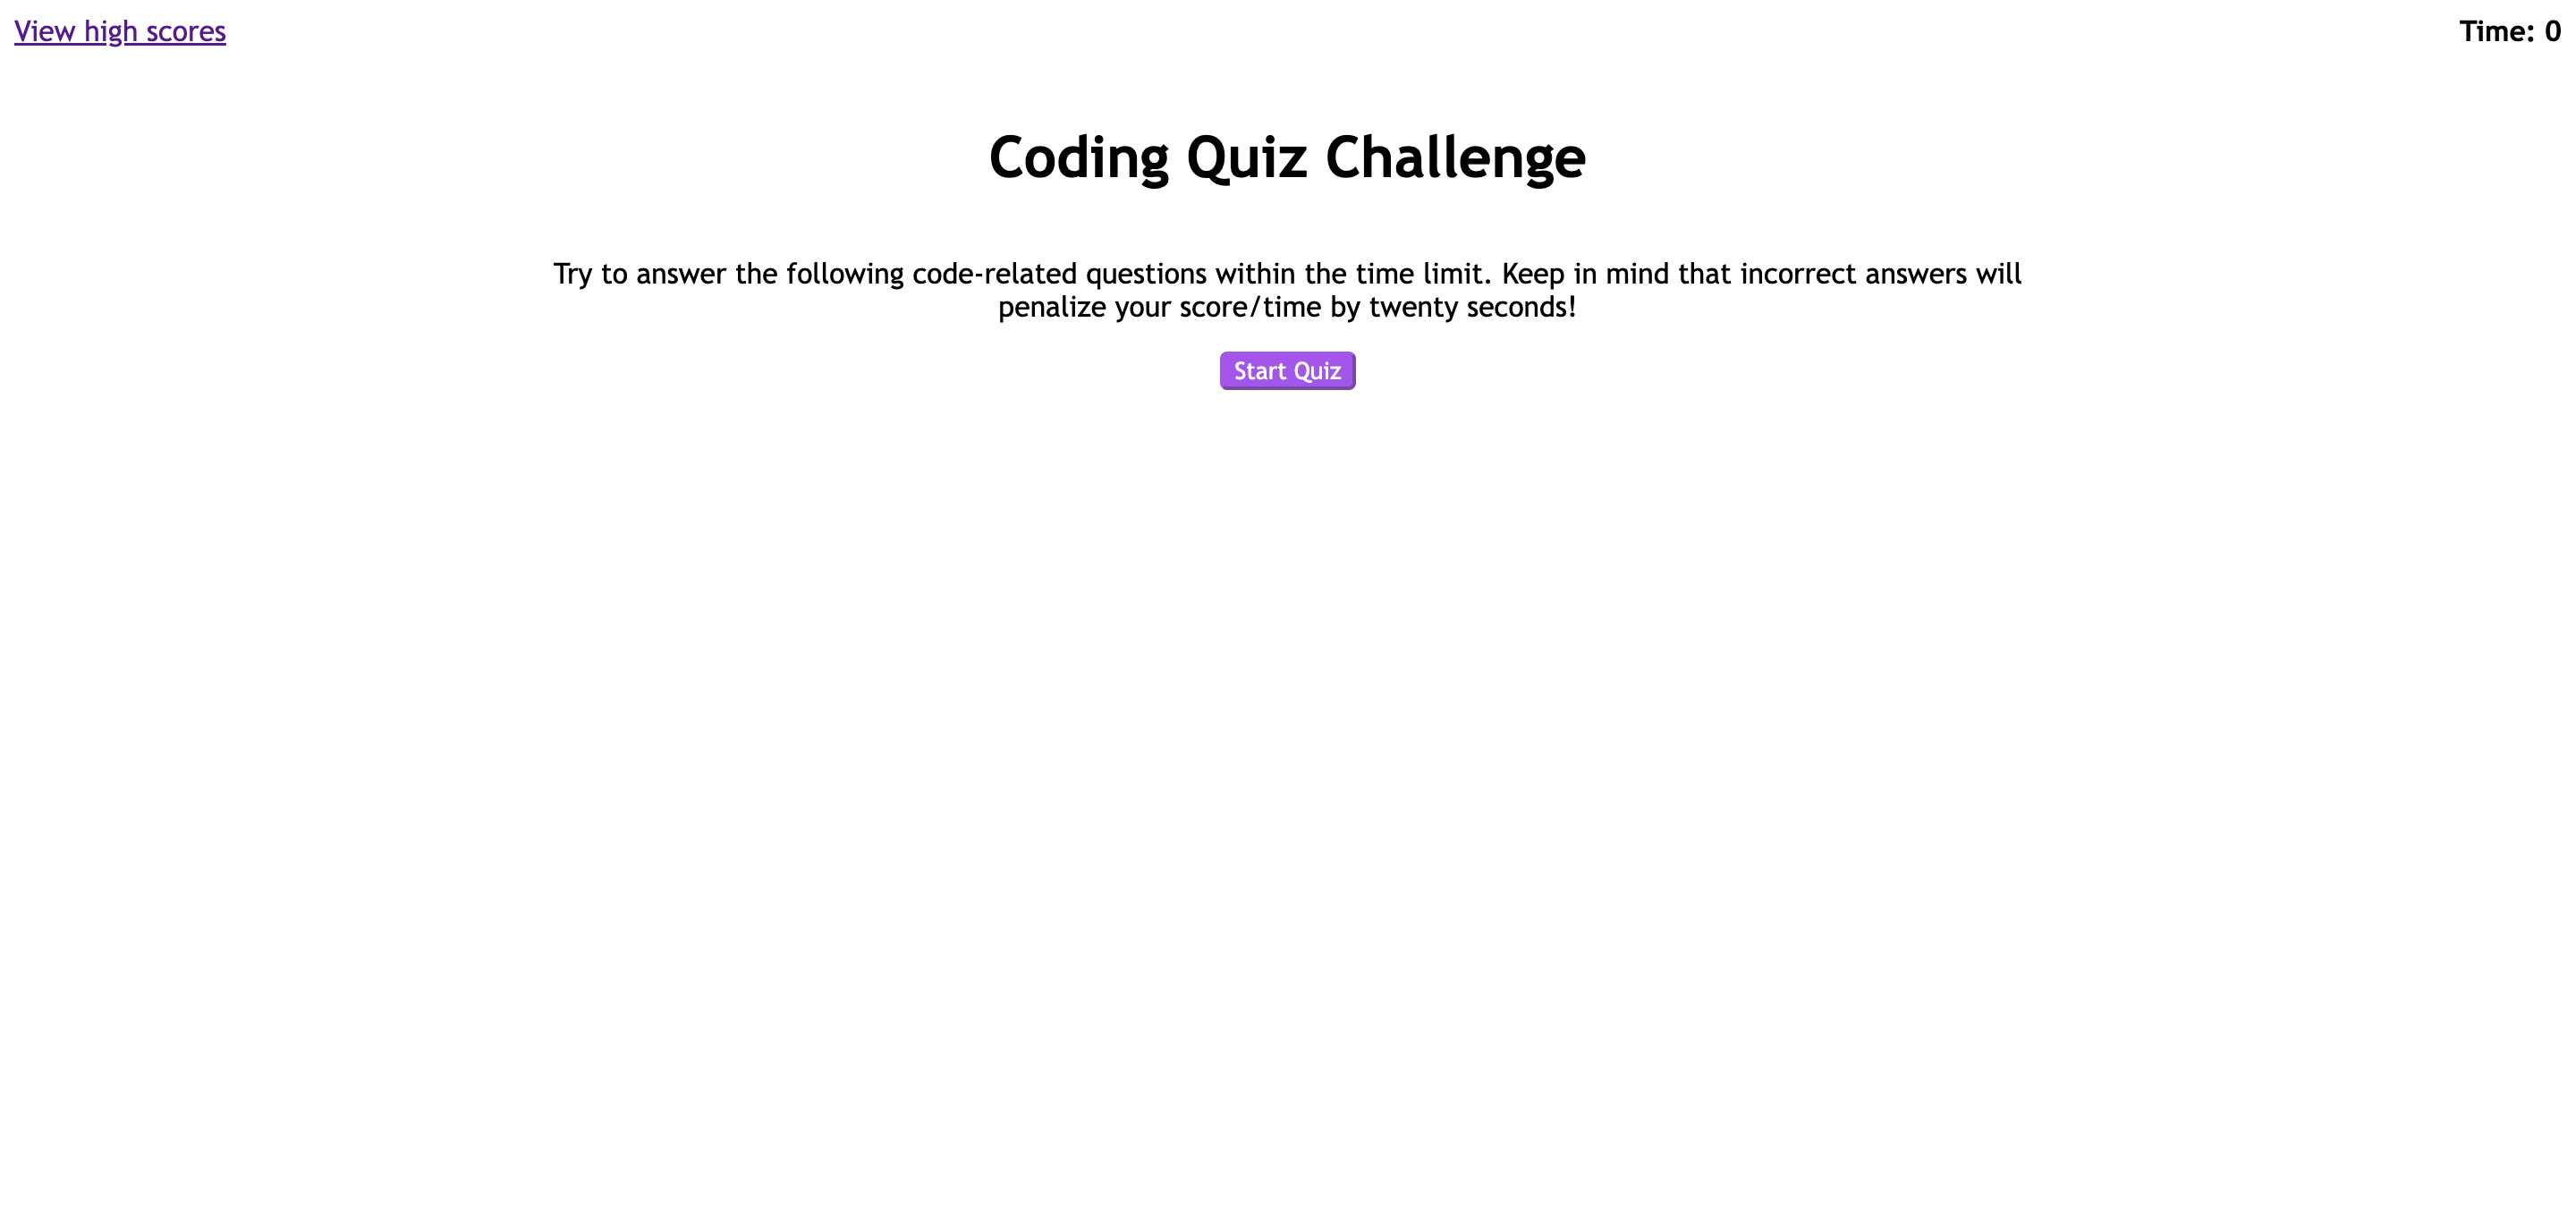 View high scores
Time: 0
Coding Quiz Challenge
Try to answer the following code-related questions within the time limit. Keep in mind that incorrect answers will
penalize your score/time by twenty seconds!
Start Quiz